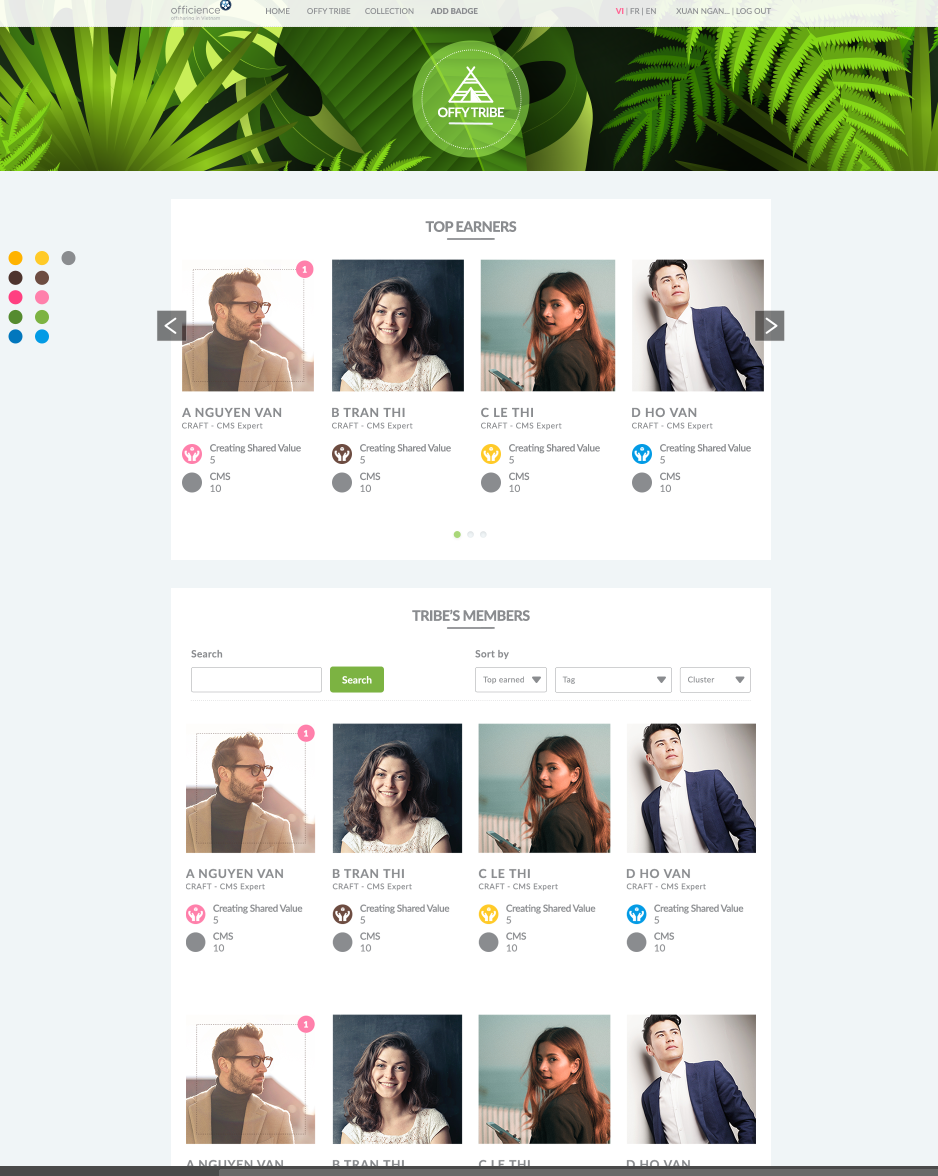 officience
offshoring in Vietnam
HOME OFFY TRIBE COLLECTION ADD BADGE
VI | FR | EN XUAN NGAN... | LOG OUT
OFFY TRIBE
TOP EARNERS
1
A NGUYEN VAN B TRAN THI C LE THI D HO VAN
CRAFT - CMS Expert CRAFT - CMS Expert CRAFT - CMS Expert CRAFT - CMS Expert
Creating Shared Value Creating Shared Value Creating Shared Value Creating Shared Value
5 5 5 5
CMS CMS CMS CMS
10 10 10 10
TRIBE'S MEMBERS
Search Sort by
Search Top earned Tag Cluster
1
A NGUYEN VAN B TRAN THI C LE THI D HO VAN
CRAFT - CMS Expert CRAFT - CMS Expert CRAFT - CMS Expert CRAFT - CMS Expert
Creating Shared Value Creating Shared Value Creating Shared Value Creating Shared Value
5 5 5 5
CMS CMS CMS CMS
10 10 10 10
1
A NGUYEN VAN B TRAN THI C LE THI D HO VAN